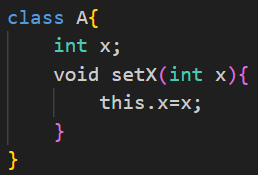 class A{
    int x;
    void setX(int x){
        this.x=x;
    }
}